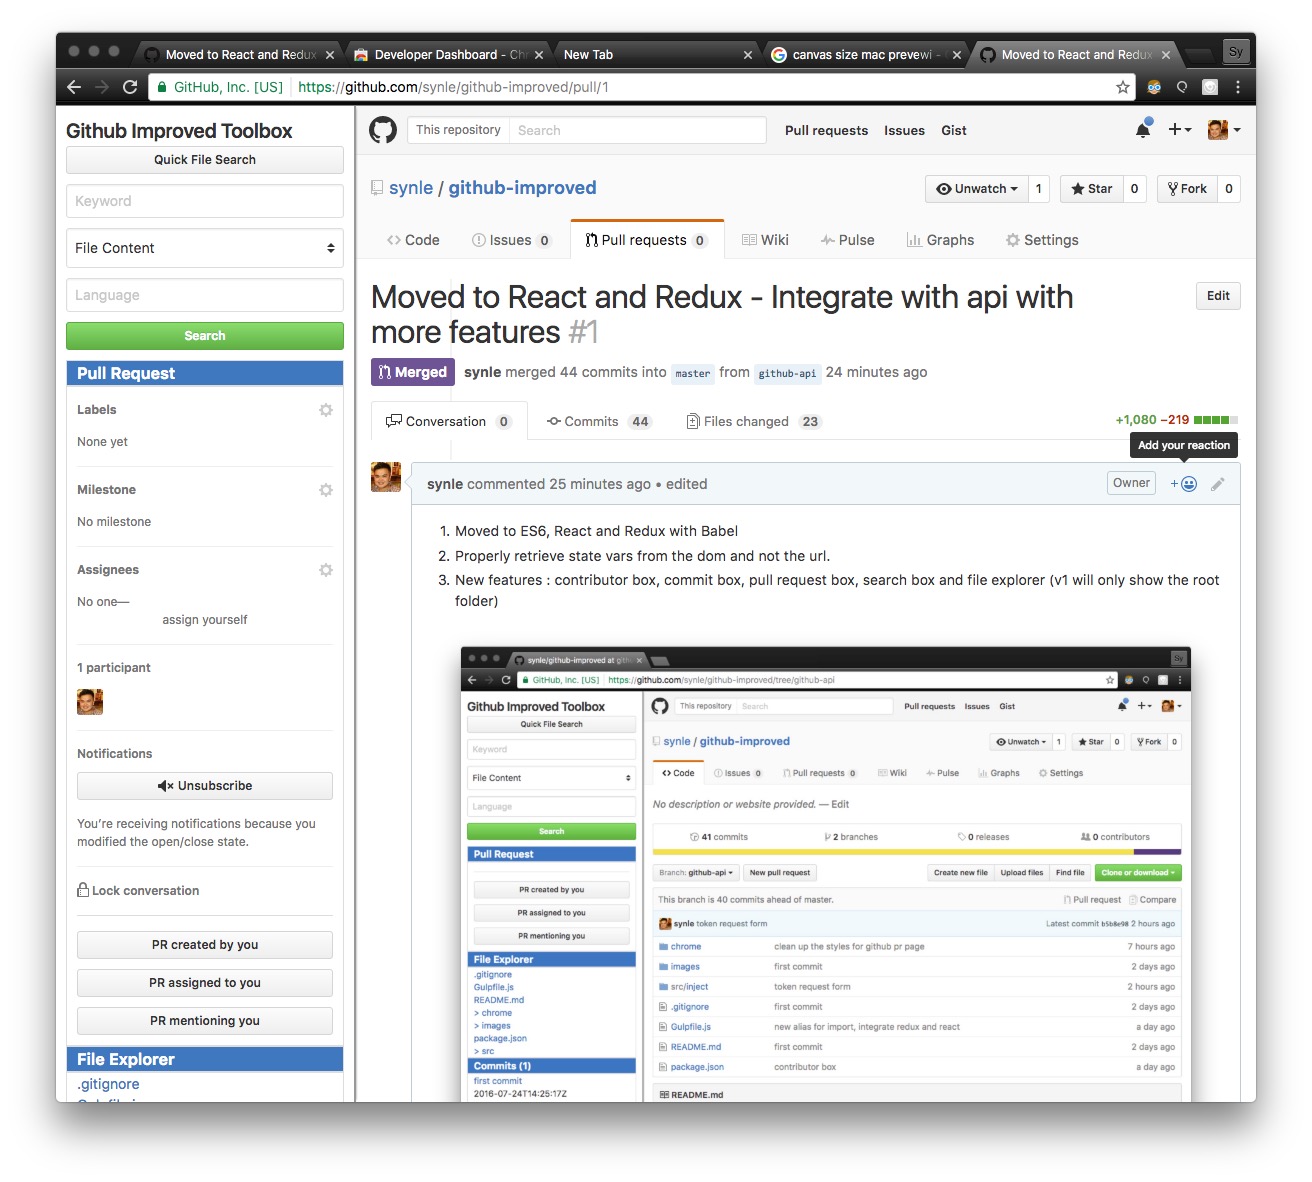 Moved to React and Redux
Developer Dashboard - Chr
New Tab
canvas size mac prevewi - G
Moved to React and Redux
Sy
GitHub, Inc. [US]
https://github.com/synle/github-improved/pull/1
Github Improved Toolbox
Quick File Search
Keyword
File Content
Language
Search
Pull Request
Labels
None yet
Milestone
No milestone
Assignees
No one—
assign yourself
1 participant
Notifications
Unsubscribe
You're receiving notifications because you
modified the open/close state.
Lock conversation
PR created by you
PR assigned to you
PR mentioning you
File Explorer
.gitignore
This repository
Search
Pull requests
Issues
Gist
synle / github-improved
Unwatch
1
Star
0
Fork
0
Code
Issues 0
Pull requests 0
Wiki
Pulse
Graphs
Settings
Moved to React and Redux - Integrate with api with
more features #1
Edit
Merged
synle merged 44 commits into master from github-api 24 minutes ago
Conversation 0
Commits 44
Files changed 23
+1,080 −219
Add your reaction
synle commented 25 minutes ago • edited
Owner
+
1. Moved to ES6, React and Redux with Babel
2. Properly retrieve state vars from the dom and not the url.
3. New features : contributor box, commit box, pull request box, search box and file explorer (v1 will only show the root
folder)
synle/github-improved at gith
Sy
GitHub, Inc. [US]
https://github.com/synle/github-improved/tree/github-api
Github Improved Toolbox
Quick File Search
Keyword
File Content
Language
Search
Pull Request
PR created by you
PR assigned to you
PR mentioning you
File Explorer
.gitignore
Gulpfile.js
README.md
> chrome
> images
package.json
> src
Commits (1)
first commit
2016-07-24T14:25:17Z
This repository
Search
Pull requests
Issues
Gist
synle / github-improved
Unwatch
1
Star
0
Fork
0
Code
Issues 0
Pull requests 0
Wiki
Pulse
Graphs
Settings
No description or website provided. — Edit
41 commits
2 branches
0 releases
0 contributors
Branch: github-api
New pull request
Create new file
Upload files
Find file
Clone or download
This branch is 40 commits ahead of master.
Pull request
Compare
synle token request form
Latest commit b5b8e98 2 hours ago
chrome
clean up the styles for github pr page
7 hours ago
images
first commit
2 days ago
src/inject
token request form
2 hours ago
.gitignore
first commit
2 days ago
Gulpfile.js
new alias for import, integrate redux and react
a day ago
README.md
first commit
2 days ago
package.json
contributor box
a day ago
README.md